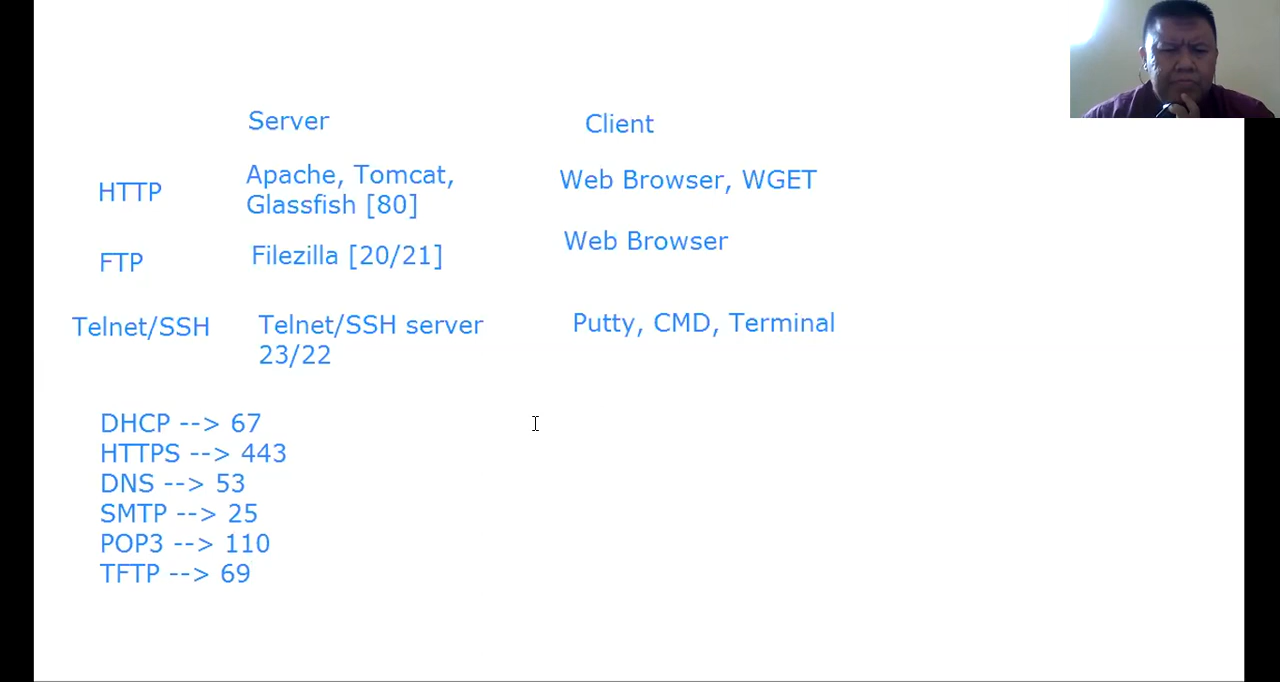 Server Client
HTTP Apache, Tomcat, Web Browser, WGET
Glassfish [80]
FTP Filezilla [20/21] Web Browser
Telnet/SSH Telnet/SSH server Putty, CMD, Terminal
23/22
DHCP --> 67
HTTPS --> 443
DNS --> 53
SMTP --> 25
POP3 --> 110
TFTP --> 69